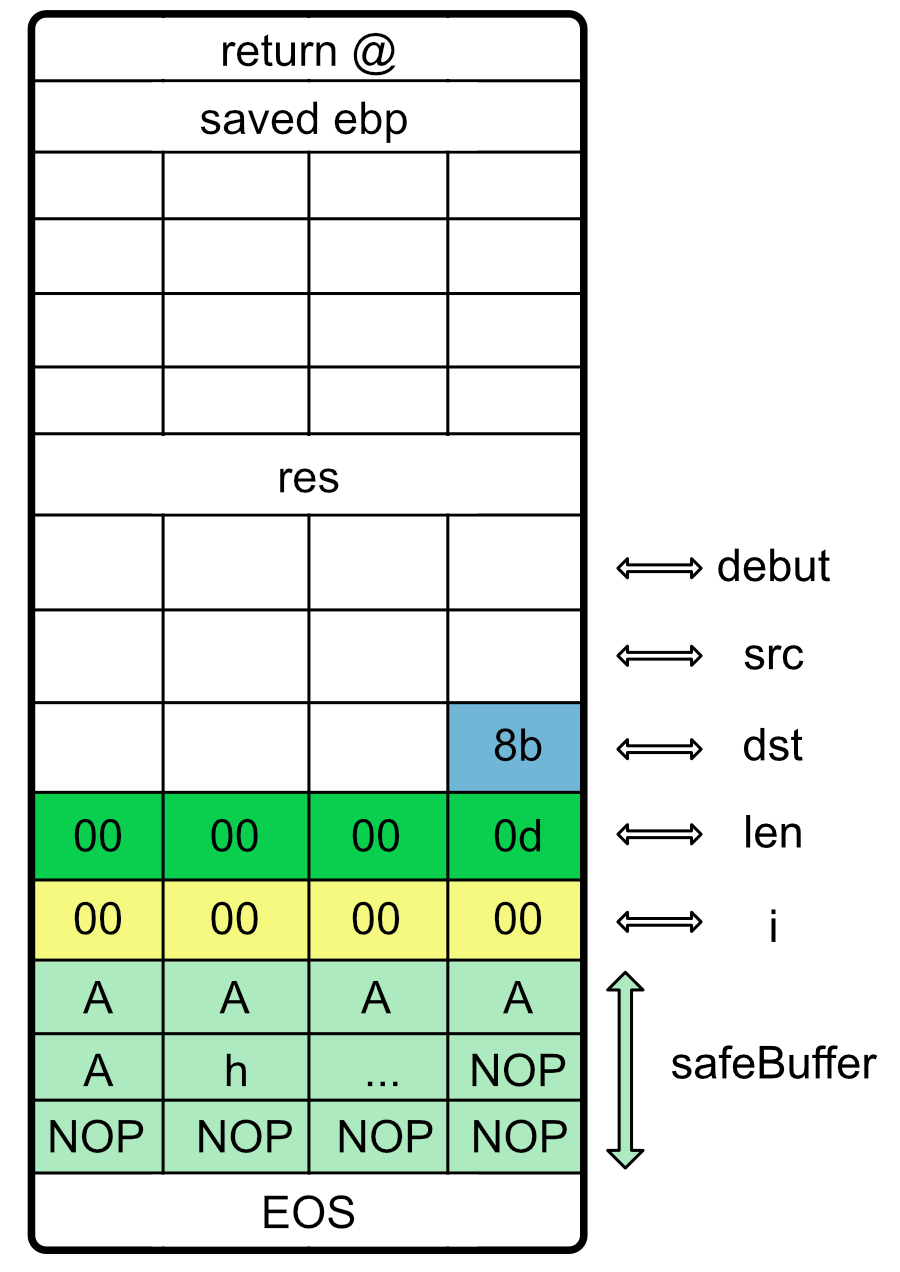 return @
saved ebp
res
debut
src
8b dst
00 00 00 0d len
00 00 00 00 i
A A A A
A h ... NOP safeBuffer
NOP NOP NOP NOP
EOS